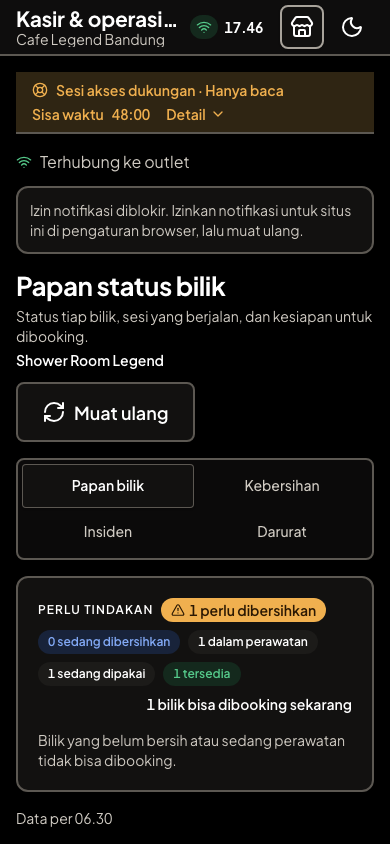 Kasir & operasi...
Cafe Legend Bandung
17.46
Sesi akses dukungan · Hanya baca
Sisa waktu 48:00 Detail
Terhubung ke outlet
Izin notifikasi diblokir. Izinkan notifikasi untuk situs
ini di pengaturan browser, lalu muat ulang.
Papan status bilik
Status tiap bilik, sesi yang berjalan, dan kesiapan untuk
dibooking.
Shower Room Legend
Muat ulang
Papan bilik
Kebersihan
Insiden
Darurat
PERLU TINDAKAN 1 perlu dibersihkan
0 sedang dibersihkan 1 dalam perawatan
1 sedang dipakai 1 tersedia
1 bilik bisa dibooking sekarang
Bilik yang belum bersih atau sedang perawatan
tidak bisa dibooking.
Data per 06.30